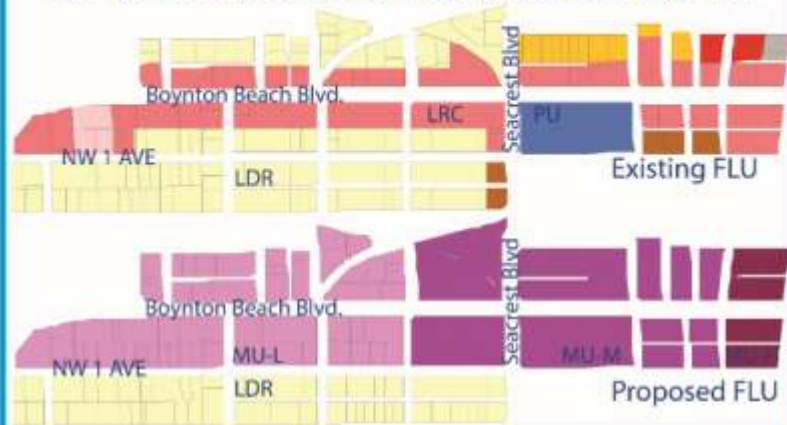 Boynton Beach Blvd.
Seacrest Blvd
LRC
PU
NW 1 AVE
LDR
Existing FLU
Boynton Beach Blvd.
Seacrest Blvd
MU-L
MU-M
NW 1 AVE
LDR
Proposed FLU